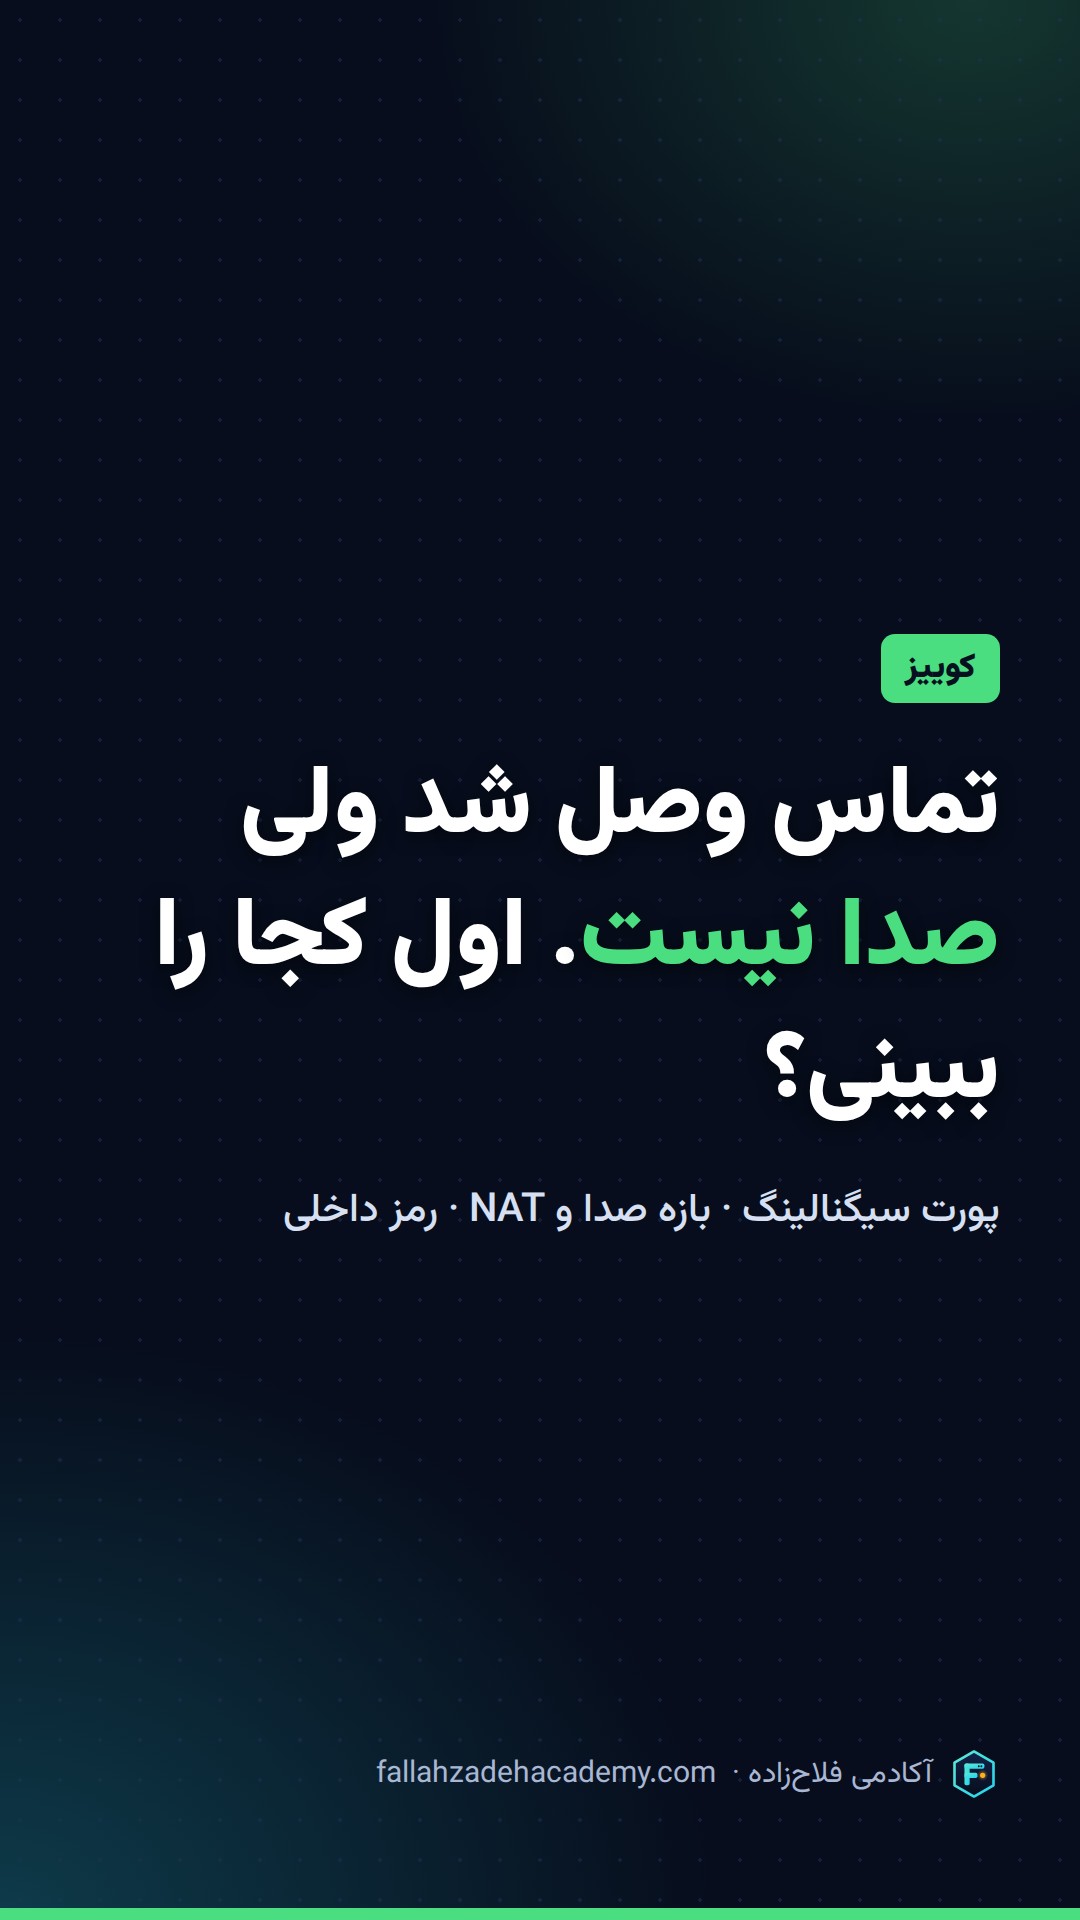 کوییز
تماس وصل شد ولی
صدا نیست. اول کجا را
ببینی؟
پورت سیگنالینگ · بازه صدا و NAT · رمز داخلی
آکادمی فلاح‌زاده · fallahzadehacademy.com